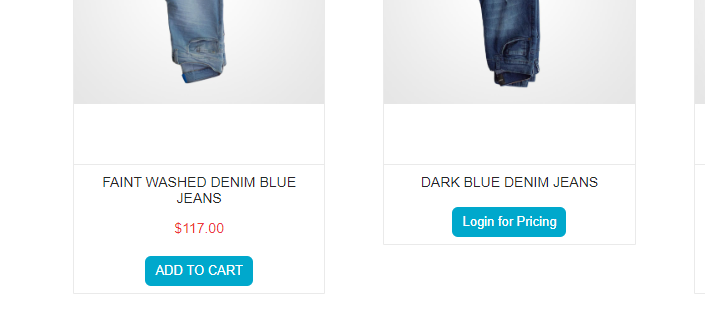 FAINT WASHED DENIM BLUE
JEANS
$117.00
ADD TO CART
DARK BLUE DENIM JEANS
Login for Pricing